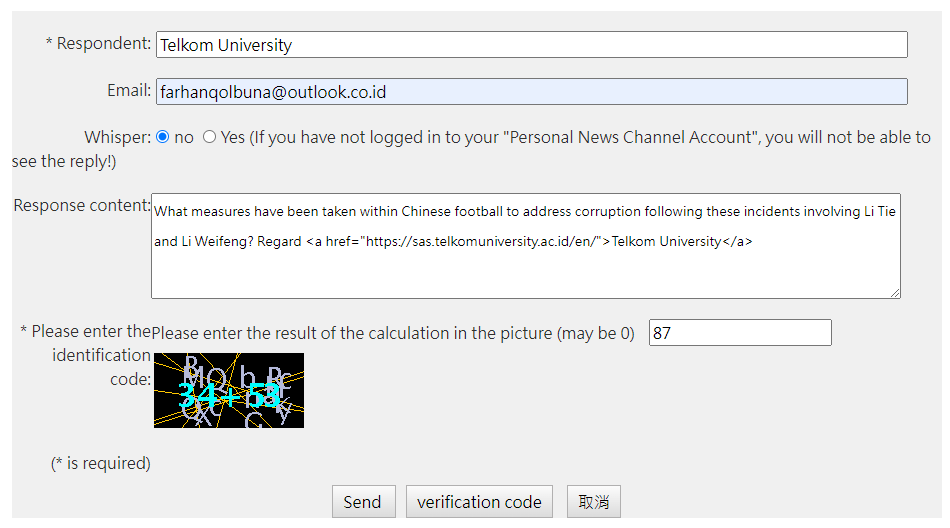 * Respondent: Telkom University
Email: farhanqolbuna@outlook.co.id
Whisper: no Yes (If you have not logged in to your "Personal News Channel Account", you will not be able to
see the reply!)
Response content: What measures have been taken within Chinese football to address corruption following these incidents involving Li Tie
and Li Weifeng? Regard <a href="https://sas.telkomuniversity.ac.id/en/">Telkom University</a>
* Please enter the Please enter the result of the calculation in the picture (may be 0) 87
identification
code:
34+53
(* is required)
Send verification code 取消